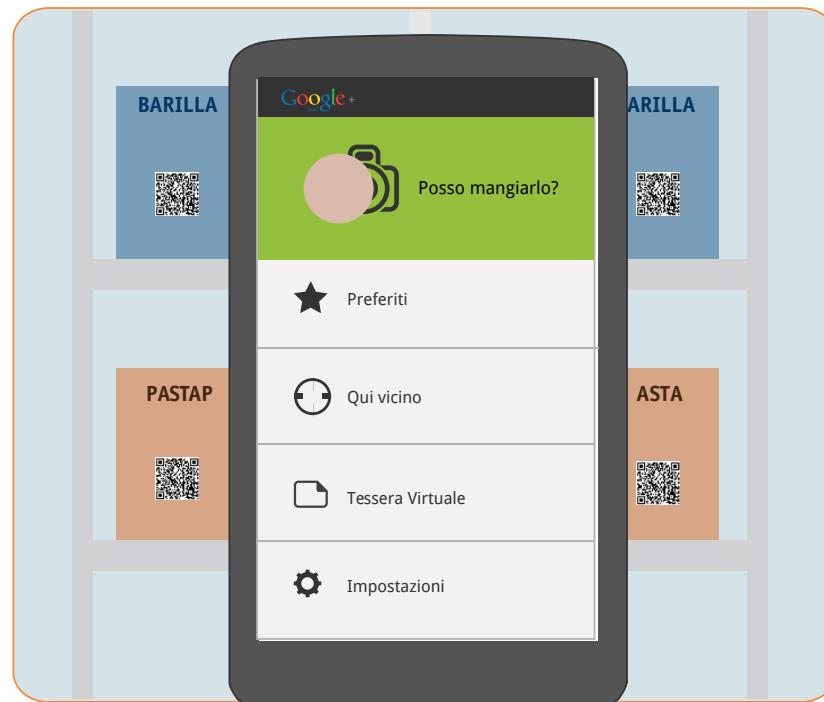 Google +
BARILLA
ARILLA
Posso mangiarlo?
Preferiti
PASTAP
ASTA
Qui vicino
Tessera Virtuale
Impostazioni